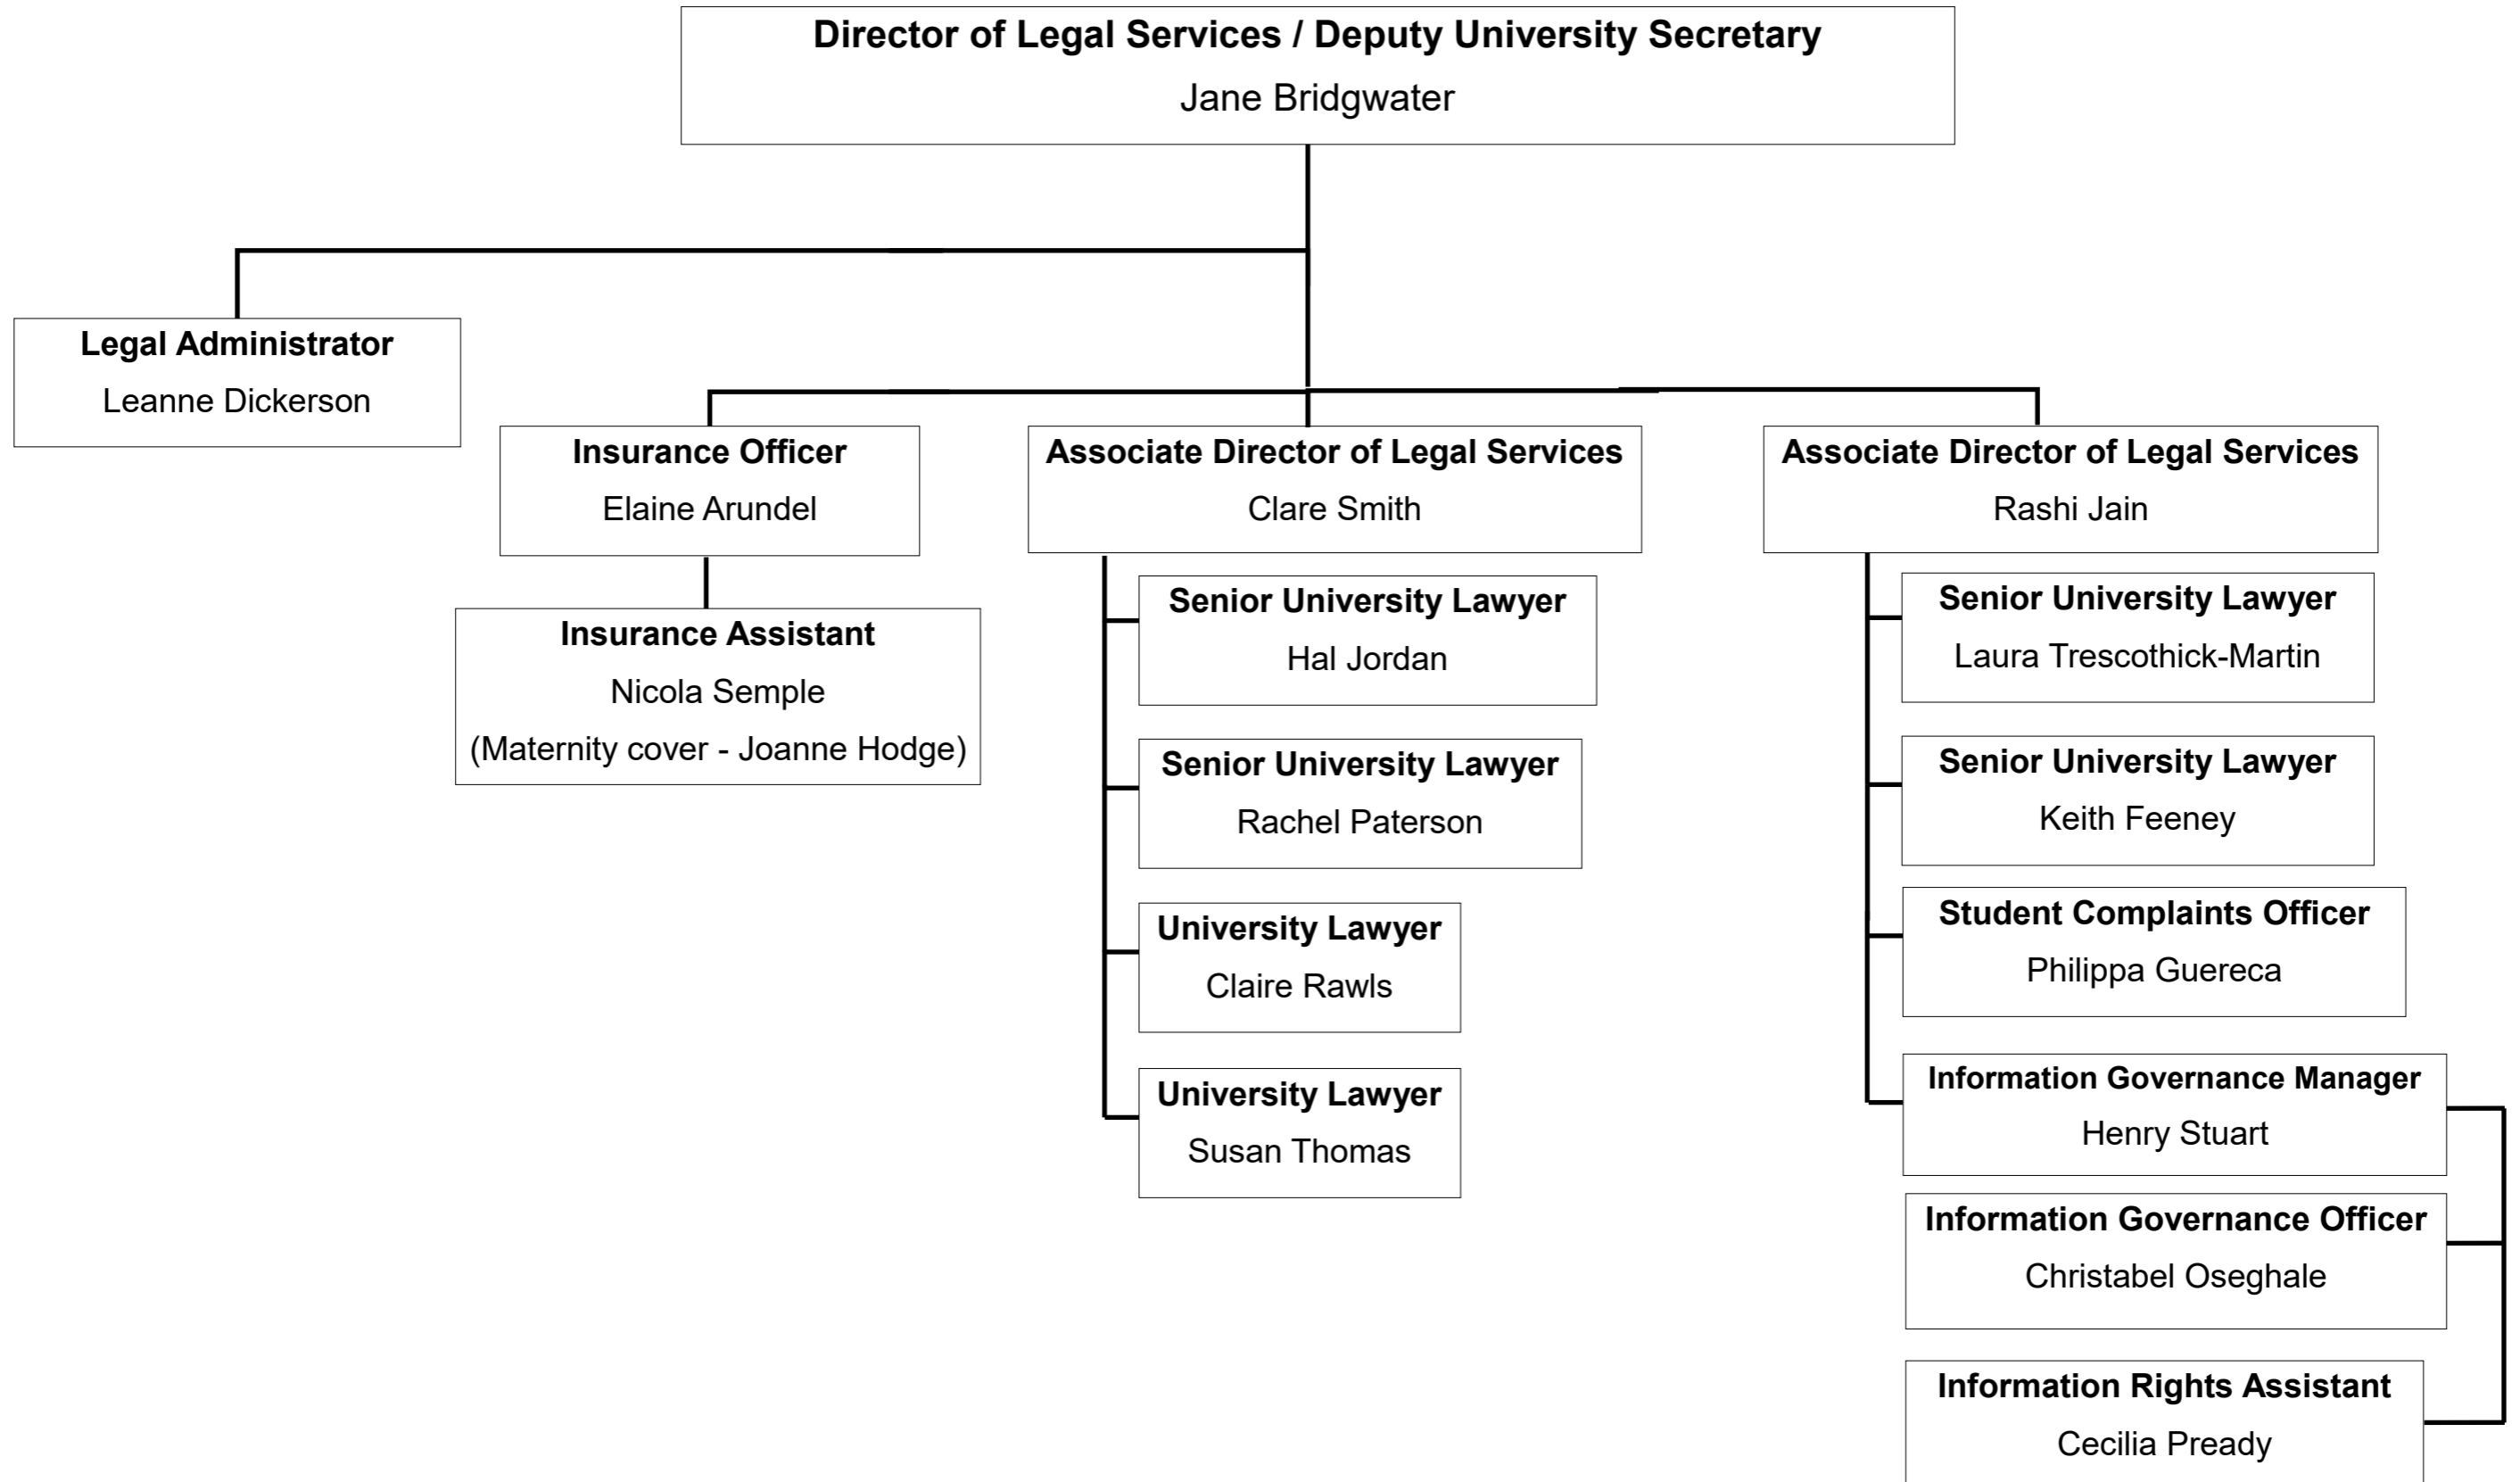 Director of Legal Services / Deputy University Secretary
Jane Bridgwater
Legal Administrator
Leanne Dickerson
Insurance Officer
Elaine Arundel
Insurance Assistant
Nicola Semple
(Maternity cover - Joanne Hodge)
Associate Director of Legal Services
Clare Smith
Senior University Lawyer
Hal Jordan
Senior University Lawyer
Rachel Paterson
University Lawyer
Claire Rawls
University Lawyer
Susan Thomas
Associate Director of Legal Services
Rashi Jain
Senior University Lawyer
Laura Trescothick-Martin
Senior University Lawyer
Keith Feeney
Student Complaints Officer
Philippa Guereca
Information Governance Manager
Henry Stuart
Information Governance Officer
Christabel Oseghale
Information Rights Assistant
Cecilia Pready